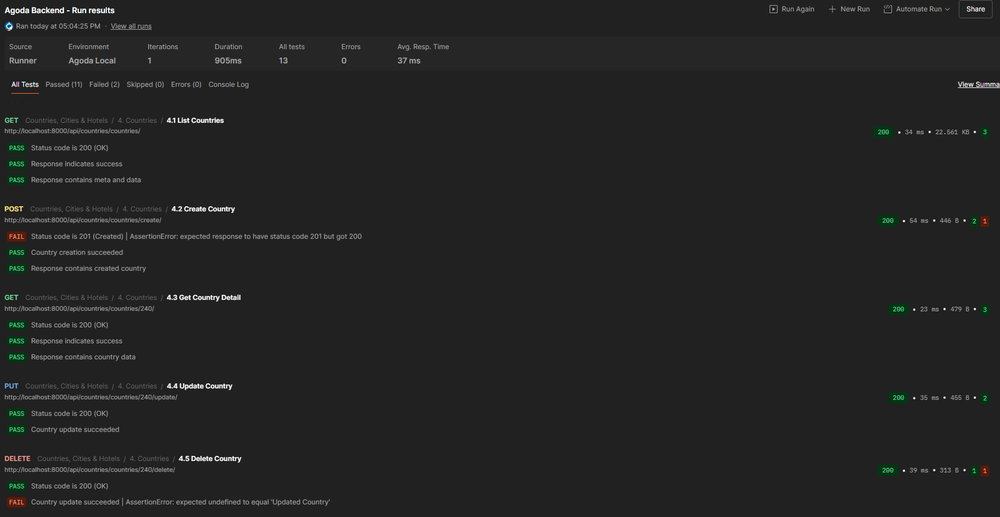 Agoda Backend - Run results
Run Again New Run Automate Run Share
Ran today at 05:04:25 PM · View all runs
Source Environment Iterations Duration All tests Errors Avg. Resp. Time
Runner Agoda Local 1 905ms 13 0 37 ms
All Tests Passed (11) Failed (2) Skipped (0) Errors (0) Console Log View Summa
GET Countries, Cities & Hotels / 4. Countries / 4.1 List Countries
http://localhost:8000/api/countries/countries/ 200 • 34 ms • 22.561 KB • 3
PASS Status code is 200 (OK)
PASS Response indicates success
PASS Response contains meta and data
POST Countries, Cities & Hotels / 4. Countries / 4.2 Create Country
http://localhost:8000/api/countries/countries/create/ 200 • 54 ms • 446 B • 2 1
FAIL Status code is 201 (Created) | AssertionError: expected response to have status code 201 but got 200
PASS Country creation succeeded
PASS Response contains created country
GET Countries, Cities & Hotels / 4. Countries / 4.3 Get Country Detail
http://localhost:8000/api/countries/countries/240/ 200 • 23 ms • 479 B • 3
PASS Status code is 200 (OK)
PASS Response indicates success
PASS Response contains country data
PUT Countries, Cities & Hotels / 4. Countries / 4.4 Update Country
http://localhost:8000/api/countries/countries/240/update/ 200 • 35 ms • 455 B • 2
PASS Status code is 200 (OK)
PASS Country update succeeded
DELETE Countries, Cities & Hotels / 4. Countries / 4.5 Delete Country
http://localhost:8000/api/countries/countries/240/delete/ 200 • 39 ms • 313 B • 1 1
PASS Status code is 200 (OK)
FAIL Country update succeeded | AssertionError: expected undefined to equal 'Updated Country'